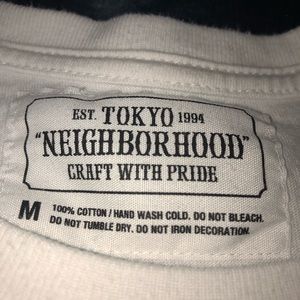 EST. TOKYO 1994
"NEIGHBORHOOD"
CRAFT WITH PRIDE
M 100% COTTON / HAND WASH COLD. DO NOT BLEACH.
DO NOT TUMBLE DRY. DO NOT IRON DECORATION.